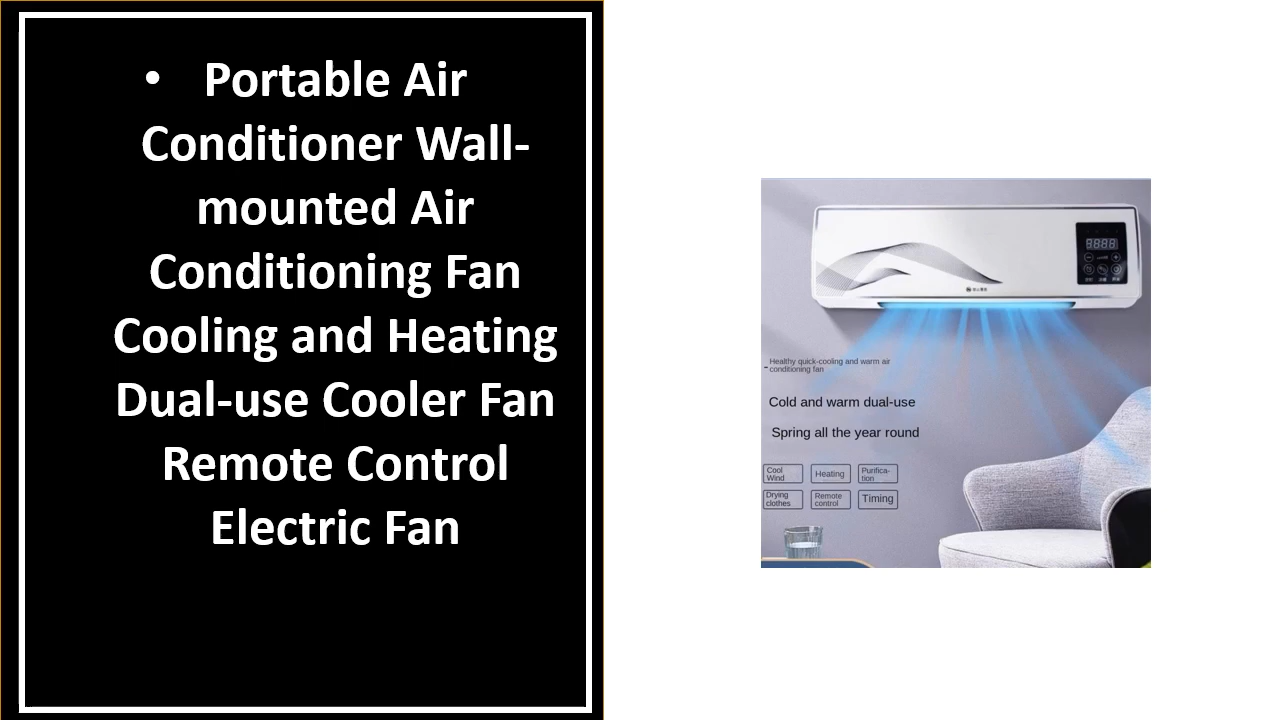 • Portable Air
Conditioner Wall-
mounted Air
Conditioning Fan
Cooling and Heating
Dual-use Cooler Fan
Remote Control
Electric Fan
8888
Healthy quick-cooling and warm air
conditioning fan
Cold and warm dual-use
Spring all the year round
Cool
Wind
Heating
Purifica-
tion
Drying
clothes
Remote
control
Timing